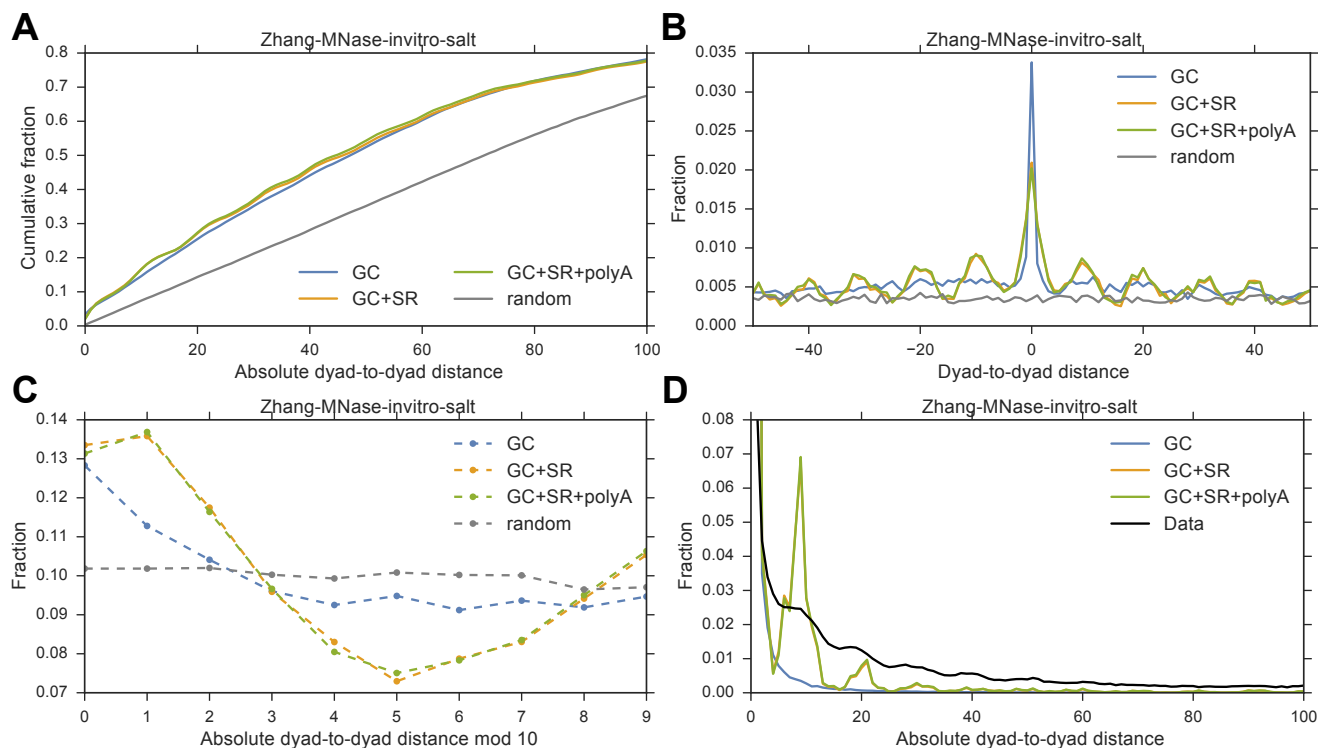 A
Zhang-MNase-invitro-salt
Cumulative fraction
0.8
0.7
0.6
0.5
0.4
0.3
0.2
0.1
0.0
GC
GC+SR
GC+SR+polyA
random
0 20 40 60 80 100
Absolute dyad-to-dyad distance
B
Zhang-MNase-invitro-salt
Fraction
0.035
0.030
0.025
0.020
0.015
0.010
0.005
0.000
GC
GC+SR
GC+SR+polyA
random
−40 −20 0 20 40
Dyad-to-dyad distance
C
Zhang-MNase-invitro-salt
Fraction
0.14
0.13
0.12
0.11
0.10
0.09
0.08
0.07
GC
GC+SR
GC+SR+polyA
random
0 1 2 3 4 5 6 7 8 9
Absolute dyad-to-dyad distance mod 10
D
Zhang-MNase-invitro-salt
Fraction
0.08
0.07
0.06
0.05
0.04
0.03
0.02
0.01
0.00
GC
GC+SR
GC+SR+polyA
Data
0 20 40 60 80 100
Absolute dyad-to-dyad distance